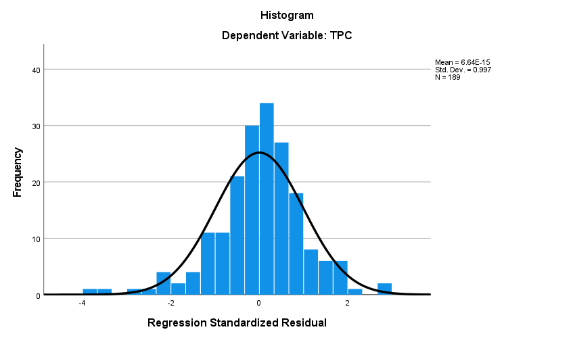 Histogram
Dependent Variable: TPC
Mean = 6.64E-15
Std. Dev. = 0.997
N = 189
40
30
20
10
0
Frequency
-4
-2
0
2
Regression Standardized Residual